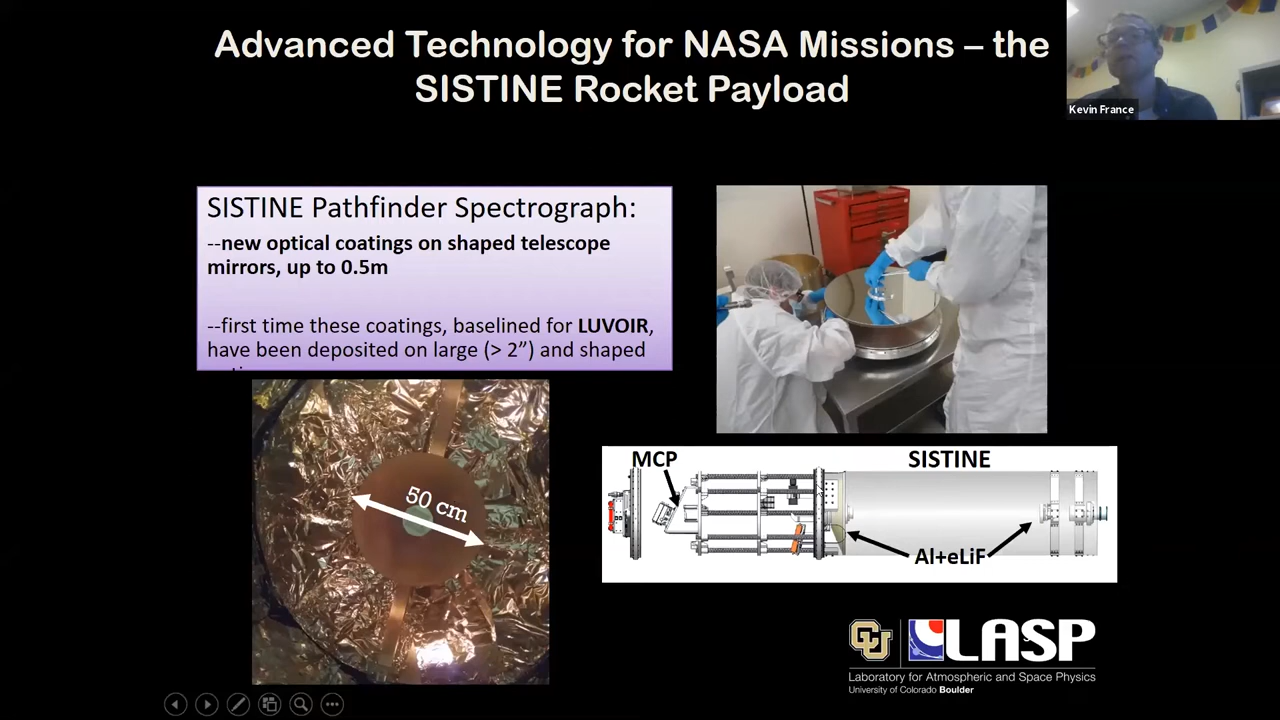 Advanced Technology for NASA Missions – the
SISTINE Rocket Payload
Kevin France
SISTINE Pathfinder Spectrograph:
--new optical coatings on shaped telescope
mirrors, up to 0.5m
--first time these coatings, baselined for LUVOIR,
have been deposited on large (> 2”) and shaped
50 cm
MCP
SISTINE
Al+eLiF
CU
LASP
Laboratory for Atmospheric and Space Physics
University of Colorado Boulder